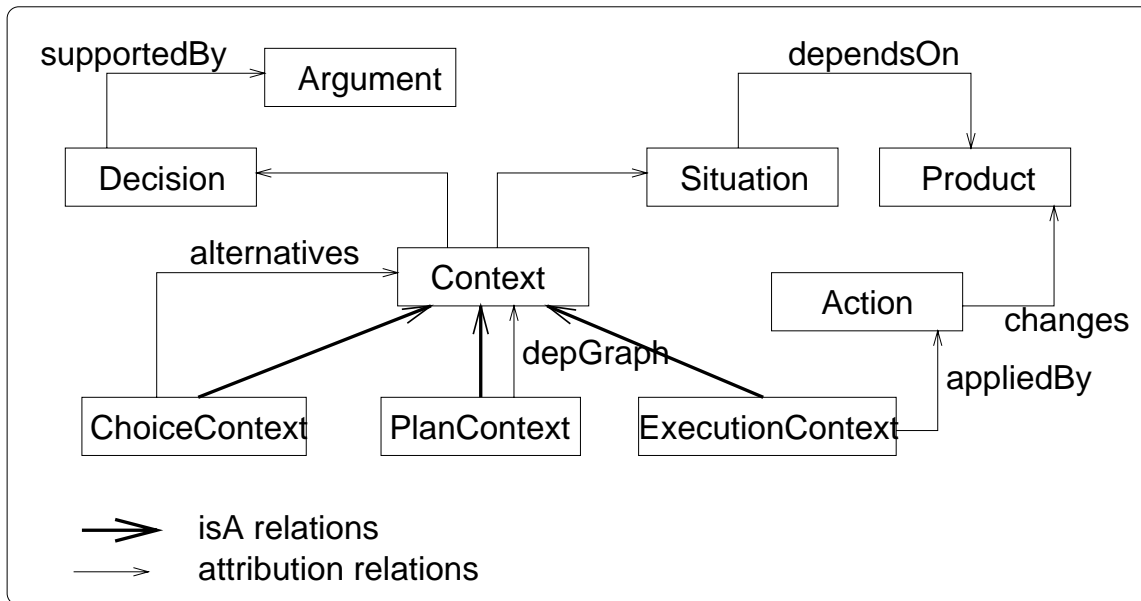 supportedBy
dependsOn
Argument
Decision
Situation
Product
alternatives
Context
Action
changes
depGraph
appliedBy
ChoiceContext
PlanContext
ExecutionContext
isA relations
attribution relations